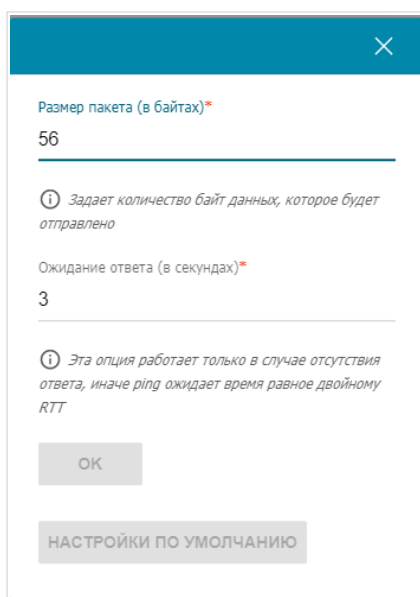 Размер пакета (в байтах)*
56
Задает количество байт данных, которое будет
отправлено
Ожидание ответа (в секундах)*
3
Эта опция работает только в случае отсутствия
ответа, иначе ping ожидает время равное двойному
RTT
OK
НАСТРОЙКИ ПО УМОЛЧАНИЮ